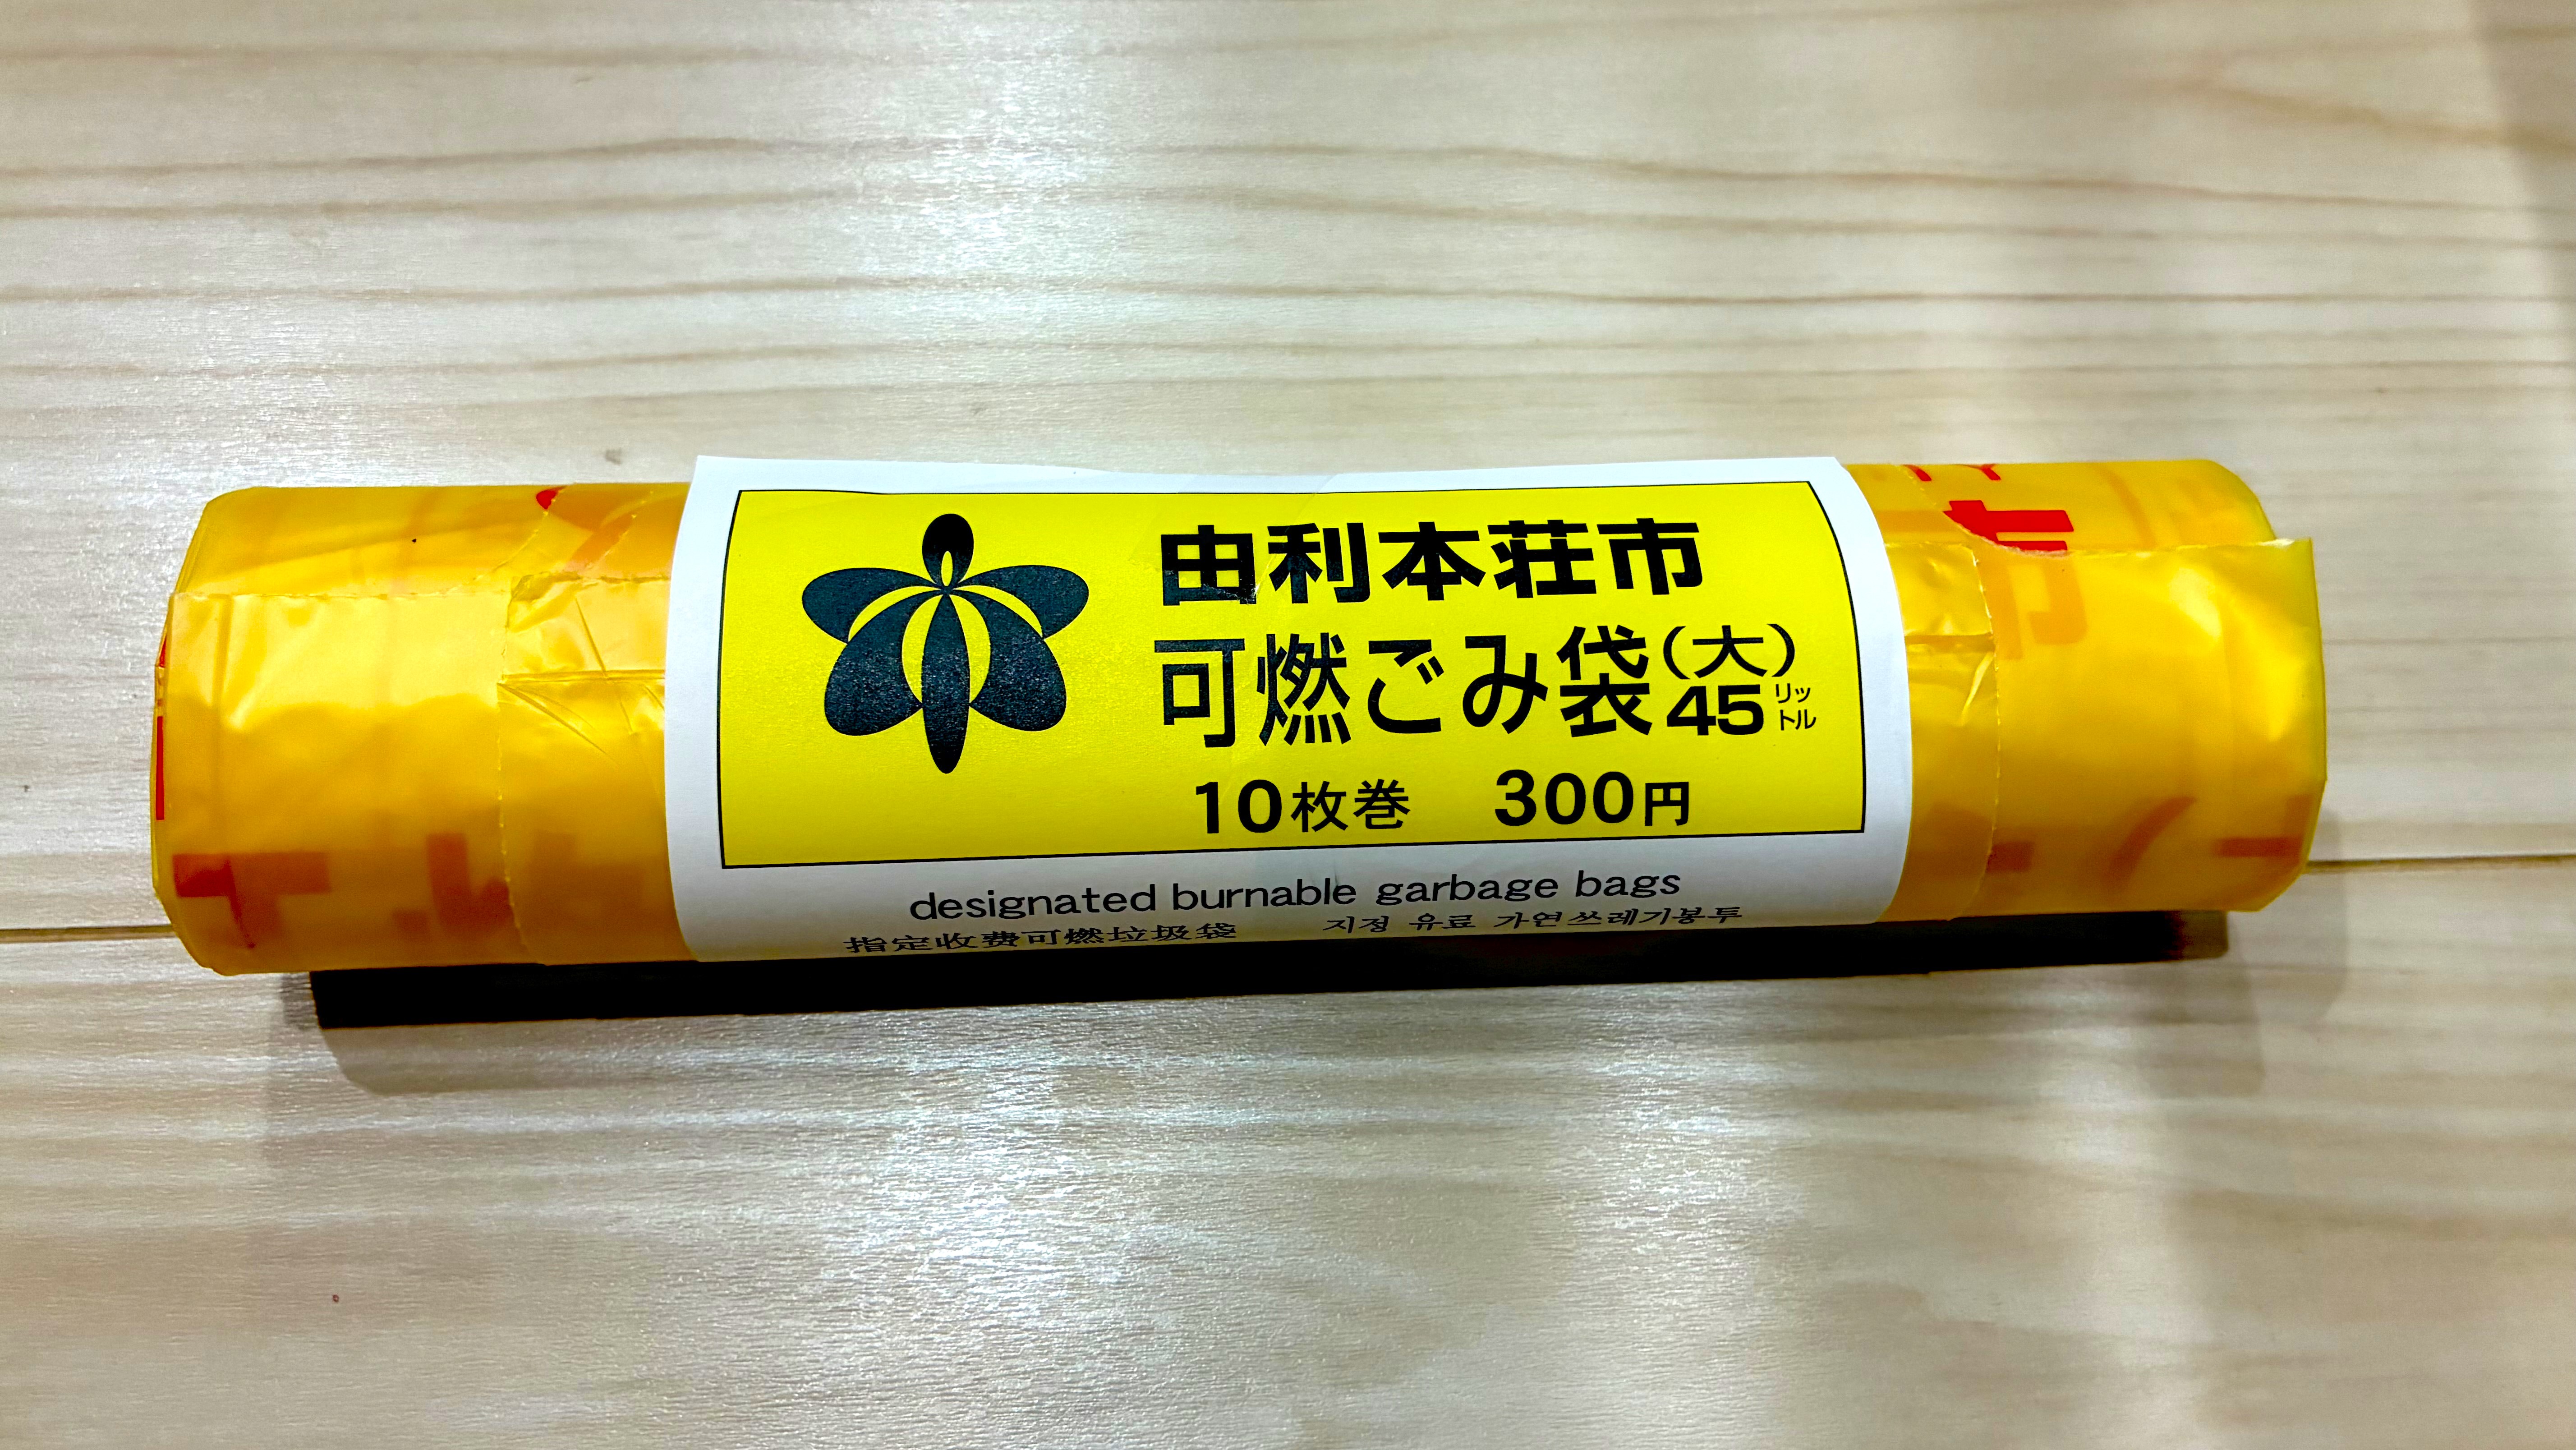 由利本荘市
可燃ごみ袋(大)
45リットル
10枚巻 300円
designated burnable garbage bags
指定收费可燃垃圾袋 지정 유료 가연쓰레기봉투